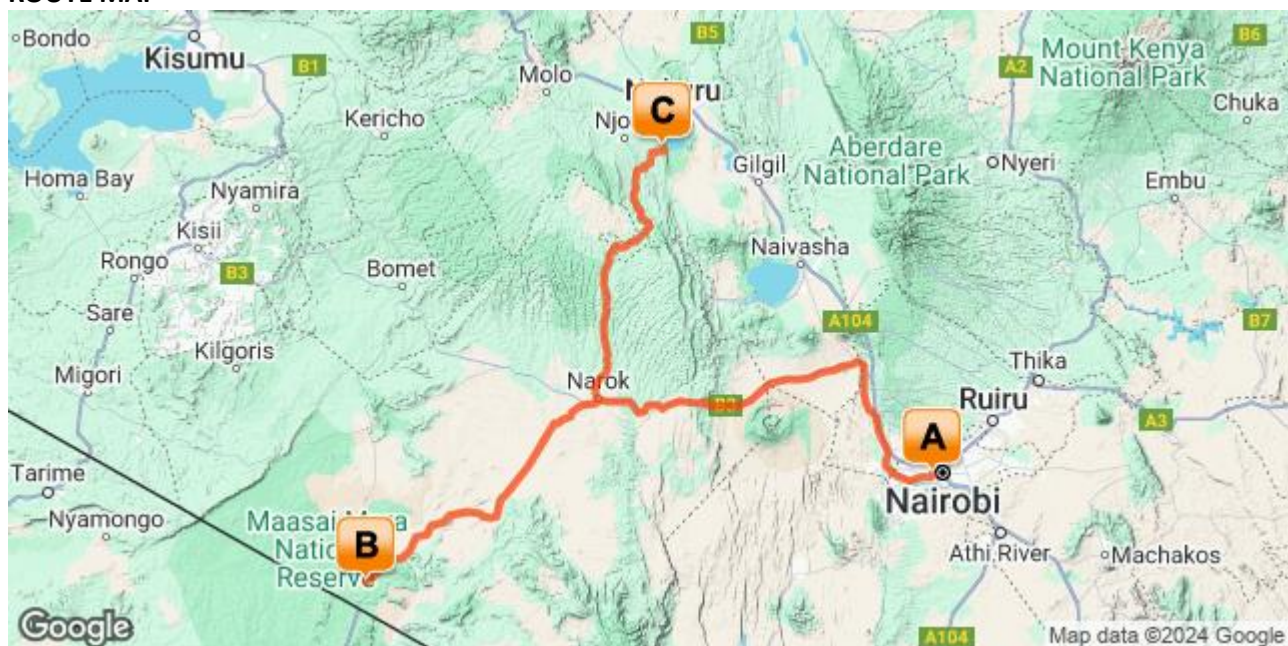 Bondo
Kisumu
B1
B5
Molo
Njo
C
Kericho
Gilgil
Aberdare
National Park
A2
Mount Kenya
National Park
B6
Chuka
Nyeri
Embu
Homa Bay
Nyamira
Kisii
Rongo
B3
Bomet
Naivasha
Sare
Kilgoris
Migori
A104
B7
Thika
Narok
B3
Ruiru
A3
A
Nairobi
Tarime
Nyamongo
Maasai Mara
National
Reserve
B
Athi River
Machakos
A104
Google
Map data ©2024 Google